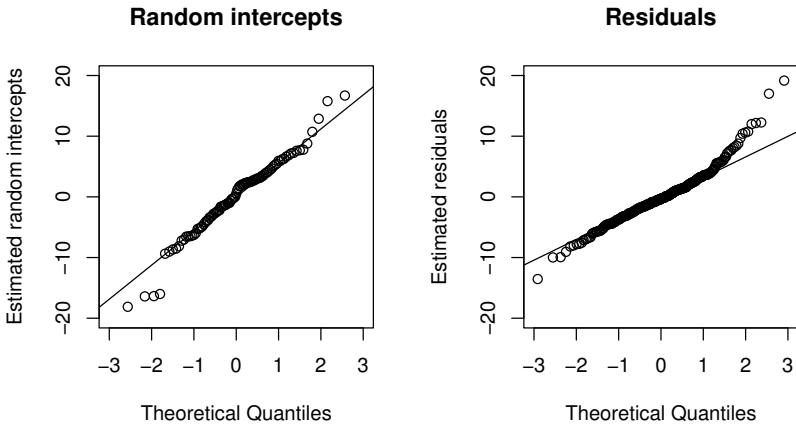 Random intercepts
Estimated random intercepts
20
10
0
−10
−20
−3 −2 −1 0 1 2 3
Theoretical Quantiles
Residuals
Estimated residuals
20
10
0
−10
−20
−3 −2 −1 0 1 2 3
Theoretical Quantiles